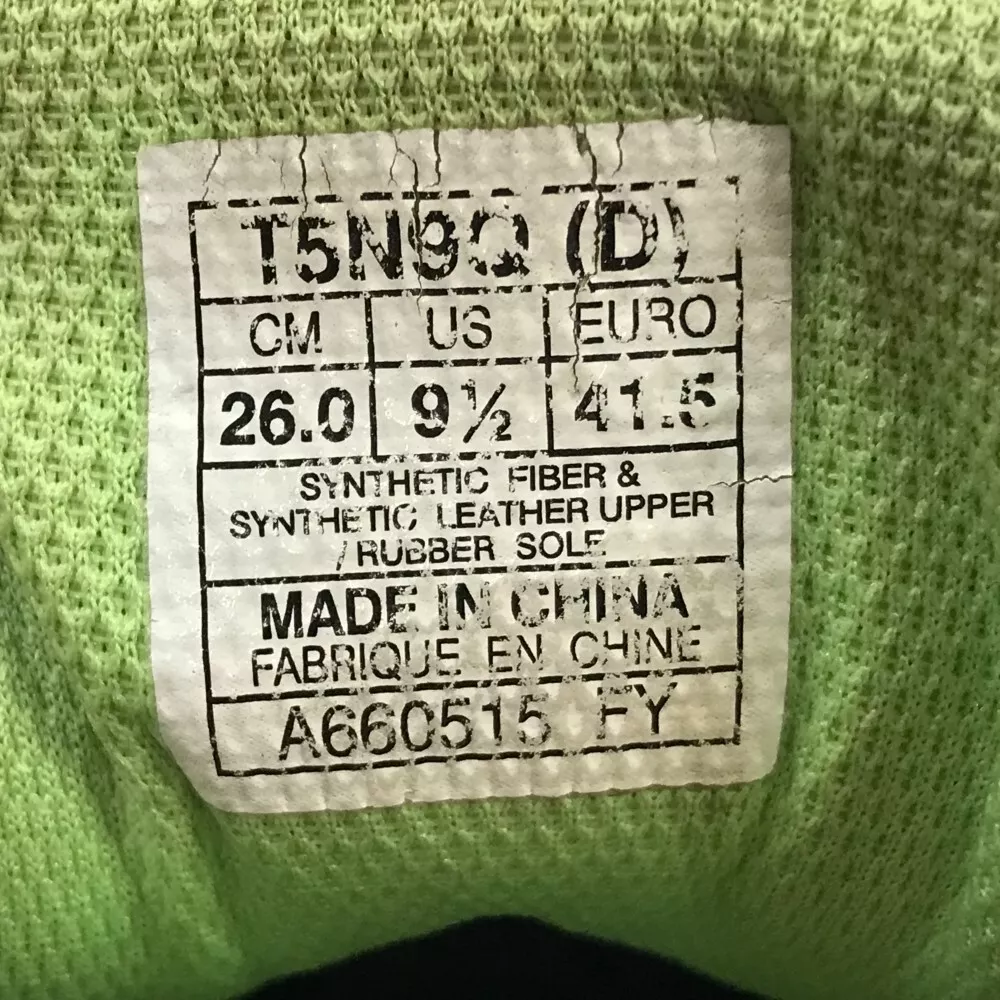 T5N9Q (D)
CM US EURO
26.0 9½ 41.5
SYNTHETIC FIBER &
SYNTHETIC LEATHER UPPER
/ RUBBER SOLE
MADE IN CHINA
FABRIQUE EN CHINE
A660515 FY